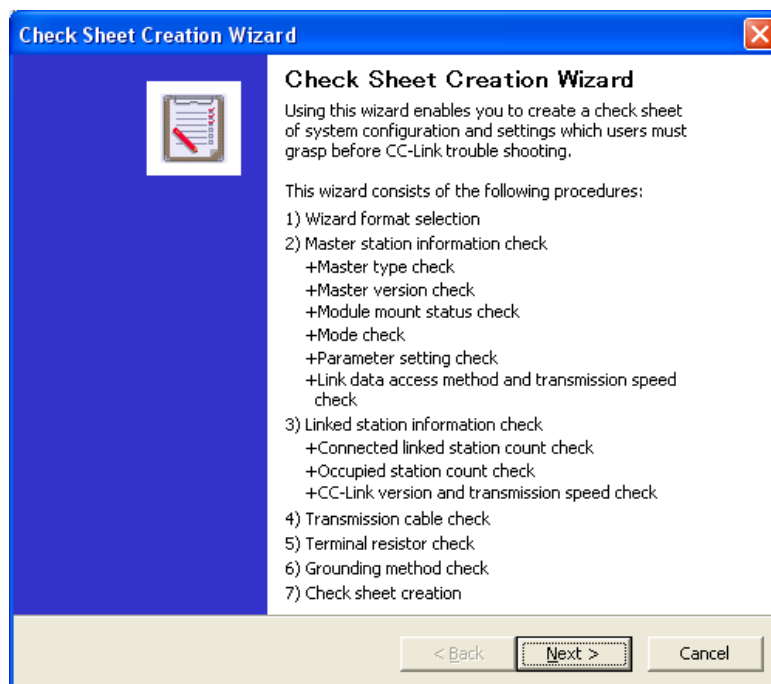 Check Sheet Creation Wizard
Check Sheet Creation Wizard
Using this wizard enables you to create a check sheet
of system configuration and settings which users must
grasp before CC-Link trouble shooting.
This wizard consists of the following procedures:
1) Wizard format selection
2) Master station information check
+Master type check
+Master version check
+Module mount status check
+Mode check
+Parameter setting check
+Link data access method and transmission speed
check
3) Linked station information check
+Connected linked station count check
+Occupied station count check
+CC-Link version and transmission speed check
4) Transmission cable check
5) Terminal resistor check
6) Grounding method check
7) Check sheet creation
< Back
Next >
Cancel